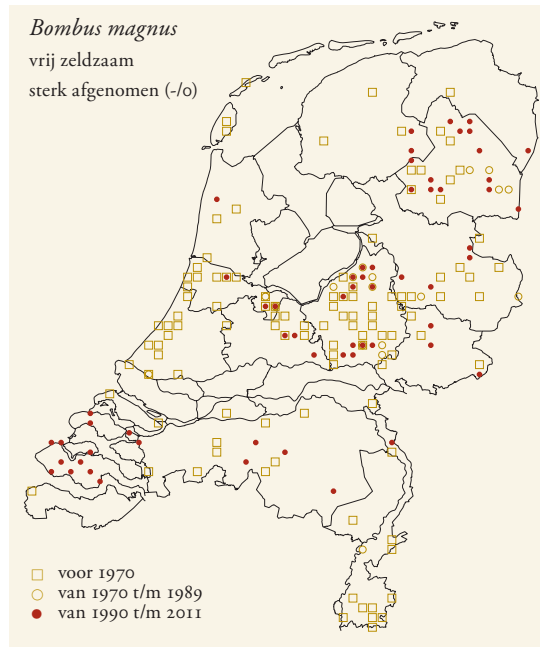 Bombus magnus
vrij zeldzaam
sterk afgenomen (-/0)
voor 1970
van 1970 t/m 1989
van 1990 t/m 2011